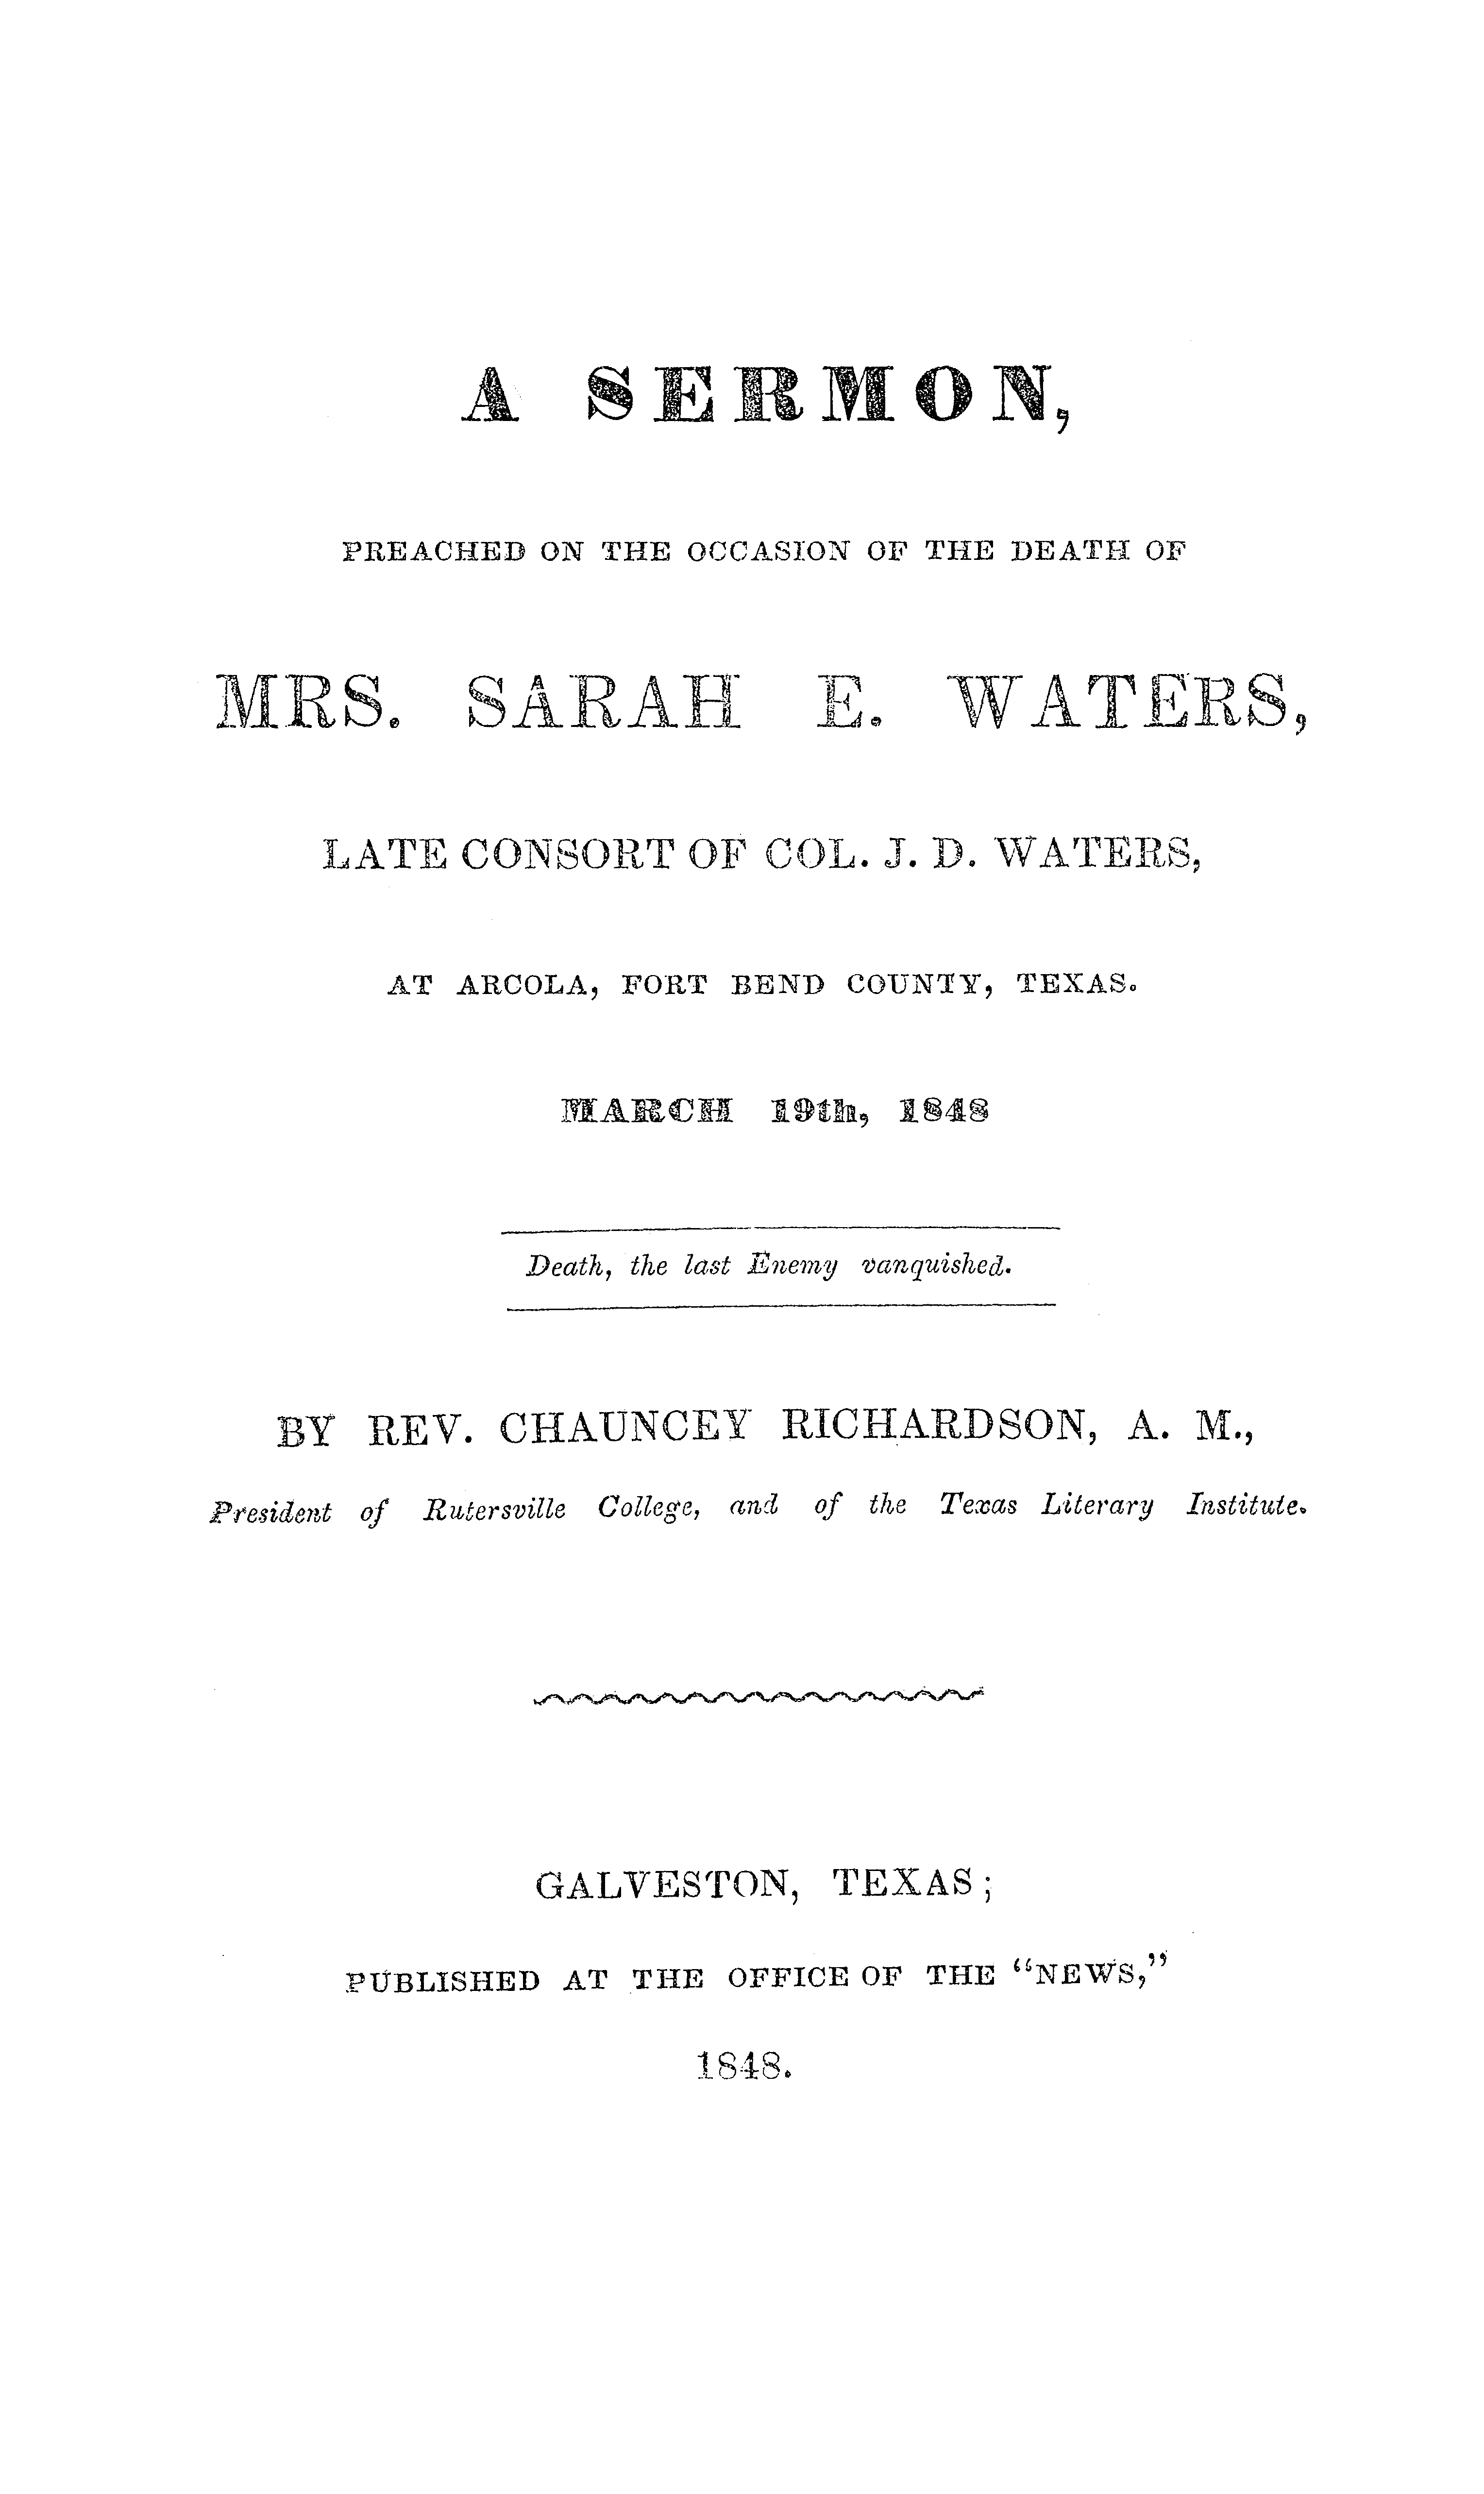 A SERMON,
PREACHED ON THE OCCASION OF THE DEATH OF
MRS. SARAH E. WATERS,
LATE CONSORT OF COL. J. D. WATERS,
AT ARCOLA, FORT BEND COUNTY, TEXAS.
MARCH 19th, 1848
Death, the last Enemy vanquished.
BY REV. CHAUNCEY RICHARDSON, A. M.,
President of Rutersville College, and of the Texas Literary Institute.
GALVESTON, TEXAS;
PUBLISHED AT THE OFFICE OF THE “NEWS,”
1848.